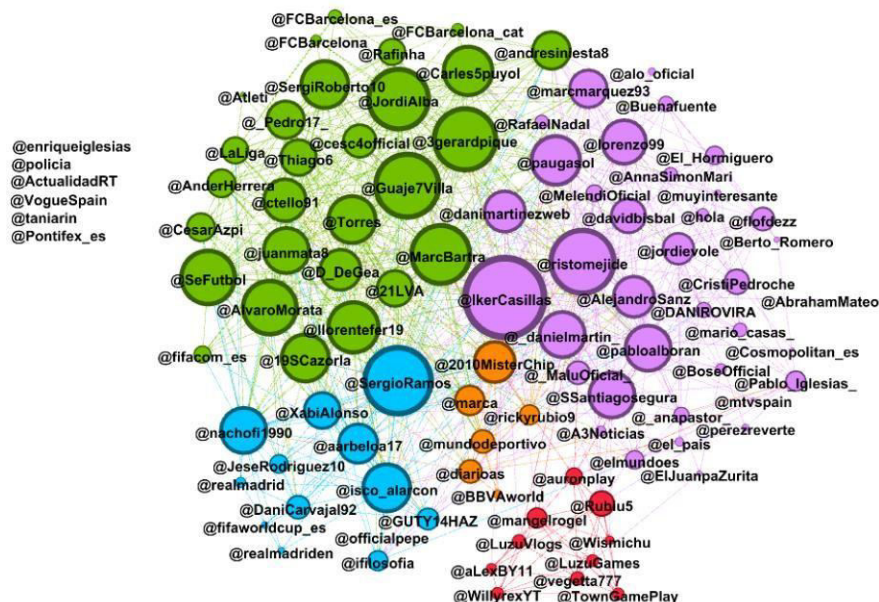 @FCBarcelona_es
@FCBarcelona_cat
@FCBarcelona
@andresiniesta8
@Rafinha
@Carles5puyol
@alo_oficial
@SergiRoberto10
@marcmarquez93
@Atleti
@JordiAlba
@Buenafuente
@_Pedro17_
@RafaelNadal
@cesc4official
@3gerardpique
@lorenzo99
@enriqueiglesias
@LaLiga
@Thiago6
@paugasol
@El_Hormiguero
@policia
@AnnaSimonMari
@ActualidadRT
@AnderHerrera
@Guaje7Villa
@MelendiOficial
@muyinteresante
@VogueSpain
@ctello91
@danimartinezweb
@davidbisbal
@hola
@flofdezz
@taniarin
@CesarAzpi
@Torres
@Berto_Romero
@Pontifex_es
@juanmata8
@MarcBartra
@ristomejide
@jordievole
@SeFutbol
@D_DeGea
@CristiPedroche
@21LVA
@IkerCasillas
@AlejandroSanz
@AbrahamMateo
@AlvaroMorata
@DANIROVIRA
@llorentefer19
@_danielmartin_
@mario_casas_
@pabloalboran
@fifacom_es
@19SCazorla
@2010MisterChip
@Cosmopolitan_es
@SergioRamos
@_MaluOficial_
@BoseOfficial
@Pablo_Iglesias_
@SSantiagosegura
@marca
@mtvspain
@XabiAlonso
@rickyrubio9
@_anapastor_
@nachofi1990
@A3Noticias
@perezreverte
@aarbeloa17
@mundodeportivo
@el_pais
@JeseRodriguez10
@elmundoes
@diarioas
@ElJuanpaZurita
@realmadrid
@isco_alarcon
@BBVAworld
@auronplay
@DaniCarvajal92
@Rubiu5
@GUTY14HAZ
@mangelrogel
@fifaworldcup_es
@officialpepe
@Wismichu
@LuzuVlogs
@realmadriden
@ifilosofia
@LuzuGames
@aLexBY11
@vegetta777
@WillyrexYT
@TownGamePlay